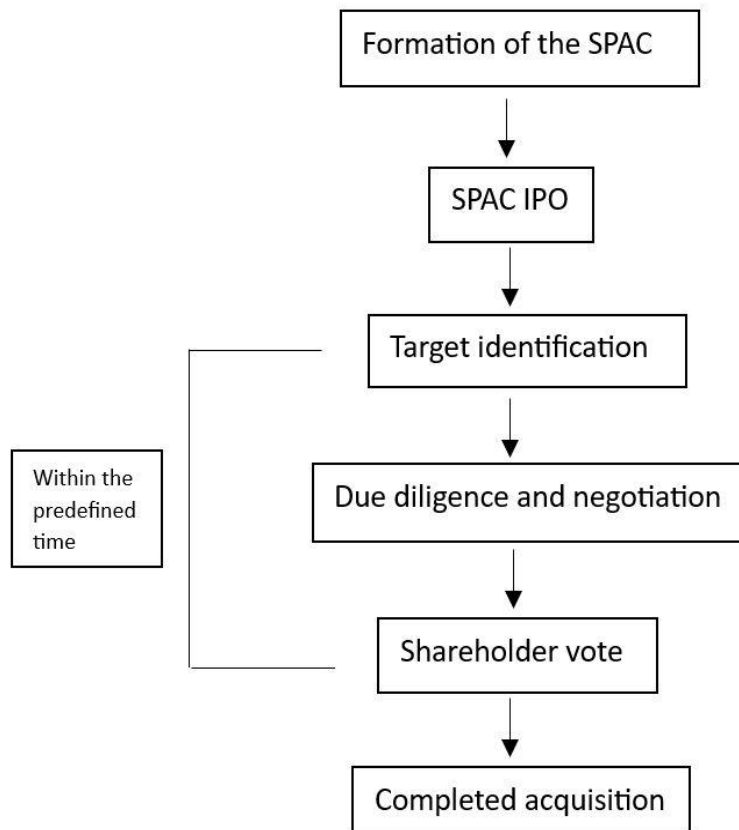 Formation of the SPAC
SPAC IPO
Target identification
Within the
predefined
time
Due diligence and negotiation
Shareholder vote
Completed acquisition